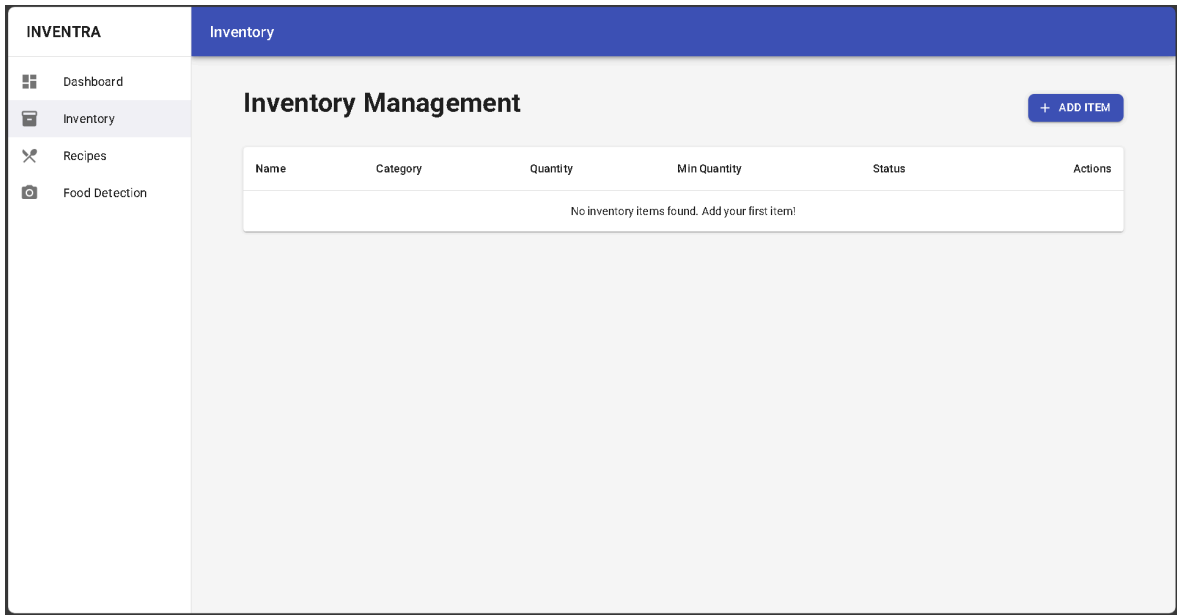 INVENTRA
Inventory
Dashboard
Inventory
Recipes
Food Detection
Inventory Management
+ ADD ITEM
Name Category Quantity Min Quantity Status Actions
No inventory items found. Add your first item!